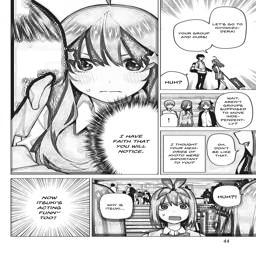 LET'S GO TO
KIYOMIZU-
DERA!
YOUR GROUP
AND OURS!
HUH?
WAIT,
AREN'T
GROUPS
SUPPOSED
TO MOVE
INDE-
PENDENT-
LY?
!
I THOUGHT
YOUR MEM-
ORIES OF
KYOTO WERE
IMPORTANT
TO YOU?
OH,
DON'T
BE LIKE
THAT.
I HAVE
FAITH THAT
YOU WILL
NOTICE.
HUH?!
WHY IS
ITSUKI...
NOW
ITSUKI'S
ACTING
FUNNY
TOO?
44